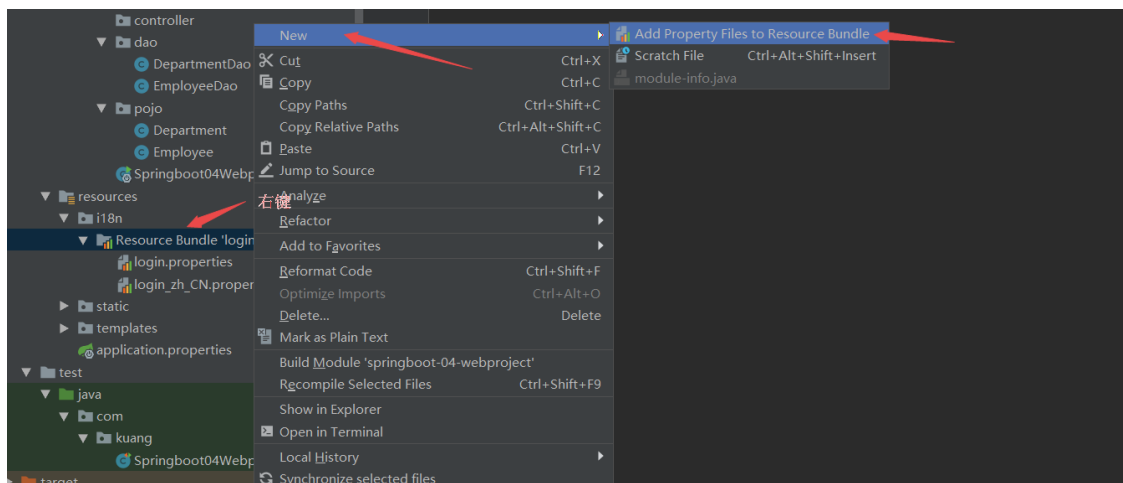 controller
dao
DepartmentDao
EmployeeDao
pojo
Department
Employee
Springboot04Webp
resources
i18n
Resource Bundle 'login
login.properties
login_zh_CN.proper
static
templates
application.properties
test
java
com
kuang
Springboot04Webp
target
右键
New
Cut Ctrl+X
Copy Ctrl+C
Copy Paths Ctrl+Shift+C
Copy Relative Paths Ctrl+Alt+Shift+C
Paste Ctrl+V
Jump to Source F12
Analyze
Refactor
Add to Favorites
Reformat Code Ctrl+Shift+F
Optimize Imports Ctrl+Alt+O
Delete... Delete
Mark as Plain Text
Build Module 'springboot-04-webproject'
Recompile Selected Files Ctrl+Shift+F9
Show in Explorer
Open in Terminal
Local History
Synchronize selected files
Add Property Files to Resource Bundle
Scratch File Ctrl+Alt+Shift+Insert
module-info.java